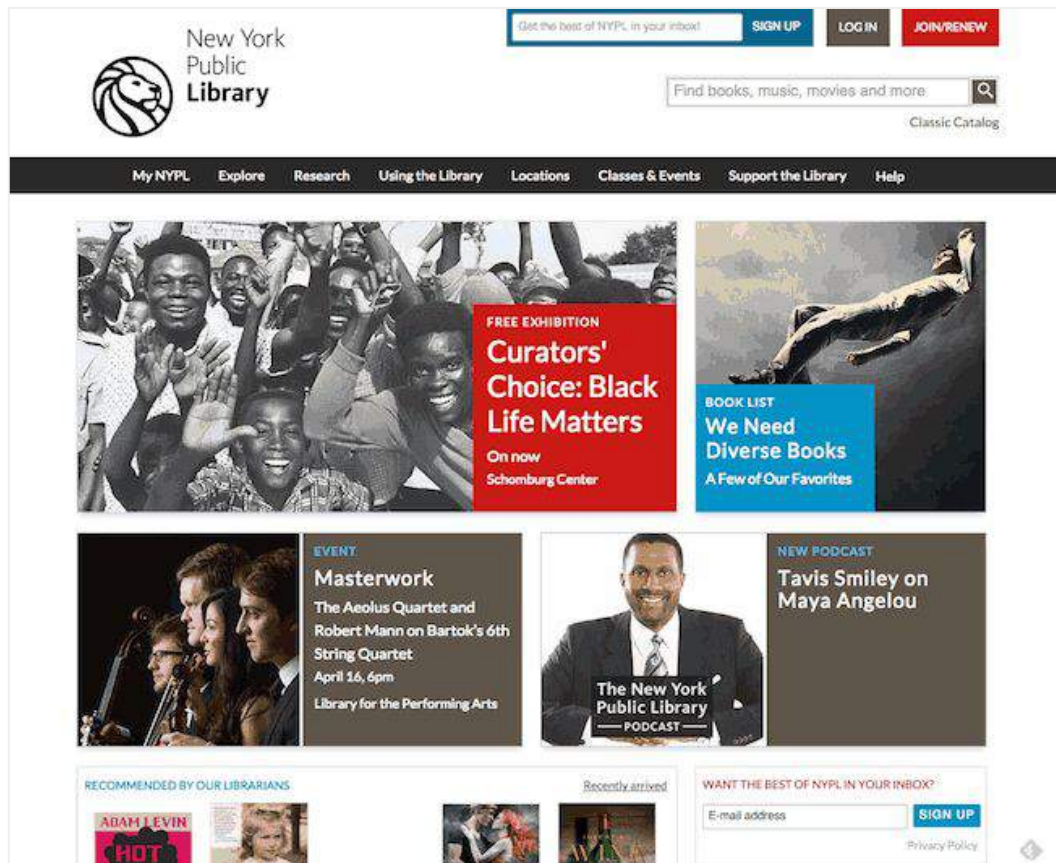 New York
Public
Library
Get the best of NYPL in your inbox!
SIGN UP
LOG IN
JOIN/RENEW
Find books, music, movies and more
Classic Catalog
My NYPL Explore Research Using the Library Locations Classes & Events Support the Library Help
FREE EXHIBITION
Curators'
Choice: Black
Life Matters
On now
Schomburg Center
BOOK LIST
We Need
Diverse Books
A Few of Our Favorites
EVENT
Masterwork
The Aeolus Quartet and
Robert Mann on Bartok's 6th
String Quartet
April 16, 6pm
Library for the Performing Arts
The New York
Public Library
PODCAST
NEW PODCAST
Tavis Smiley on
Maya Angelou
RECOMMENDED BY OUR LIBRARIANS
Recently arrived
ADAM LEVIN
HOT
WANT THE BEST OF NYPL IN YOUR INBOX?
E-mail address
SIGN UP
Privacy Policy